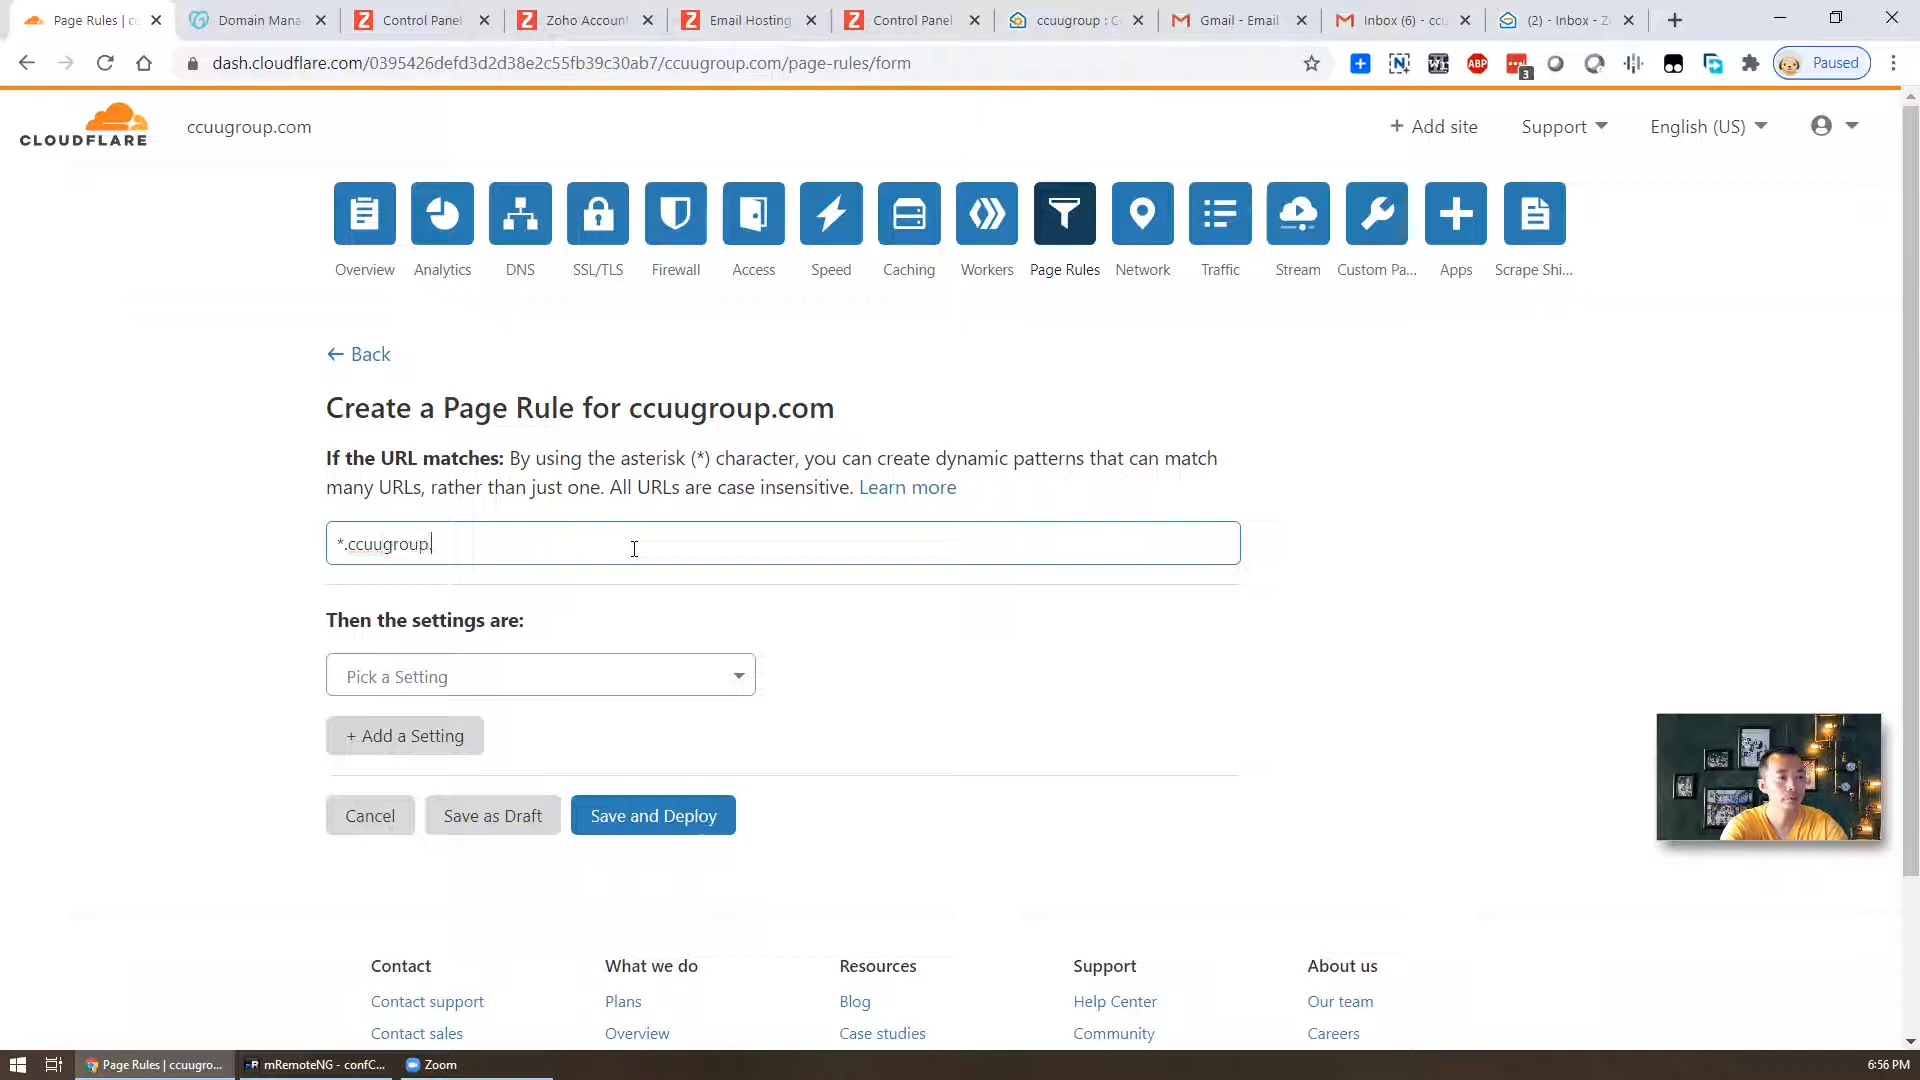 Page Rules | cc
Domain Mana
Control Panel
Zoho Accoun
Email Hosting
Control Panel
ccuugroup : C
Gmail - Email
Inbox (6) - ccu
(2) - Inbox - Z
dash.cloudflare.com/0395426defd3d2d38e2c55fb39c30ab7/ccuugroup.com/page-rules/form
ABP
3
Paused
CLOUDFLARE
ccuugroup.com
+ Add site
Support
English (US)
Overview
Analytics
DNS
SSL/TLS
Firewall
Access
Speed
Caching
Workers
Page Rules
Network
Traffic
Stream
Custom Pa...
Apps
Scrape Shi...
← Back
Create a Page Rule for ccuugroup.com
If the URL matches: By using the asterisk (*) character, you can create dynamic patterns that can match
many URLs, rather than just one. All URLs are case insensitive. Learn more
*.ccuugroup.
Then the settings are:
Pick a Setting
+ Add a Setting
Cancel
Save as Draft
Save and Deploy
Contact
What we do
Resources
Support
About us
Contact support
Plans
Blog
Help Center
Our team
Contact sales
Overview
Case studies
Community
Careers
Page Rules | ccuugro...
mRemoteNG - confC...
Zoom
6:56 PM